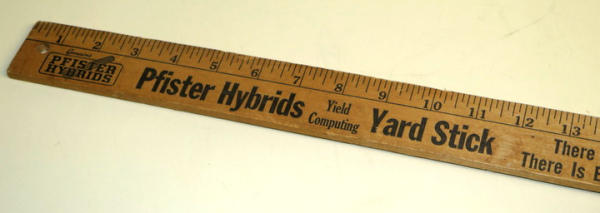 1 2 3 4 5 6 7 8 9 10 11 12 13
Genuine
PFISTER
HYBRIDS
Pfister Hybrids
Yield
Computing
Yard Stick
There
There Is